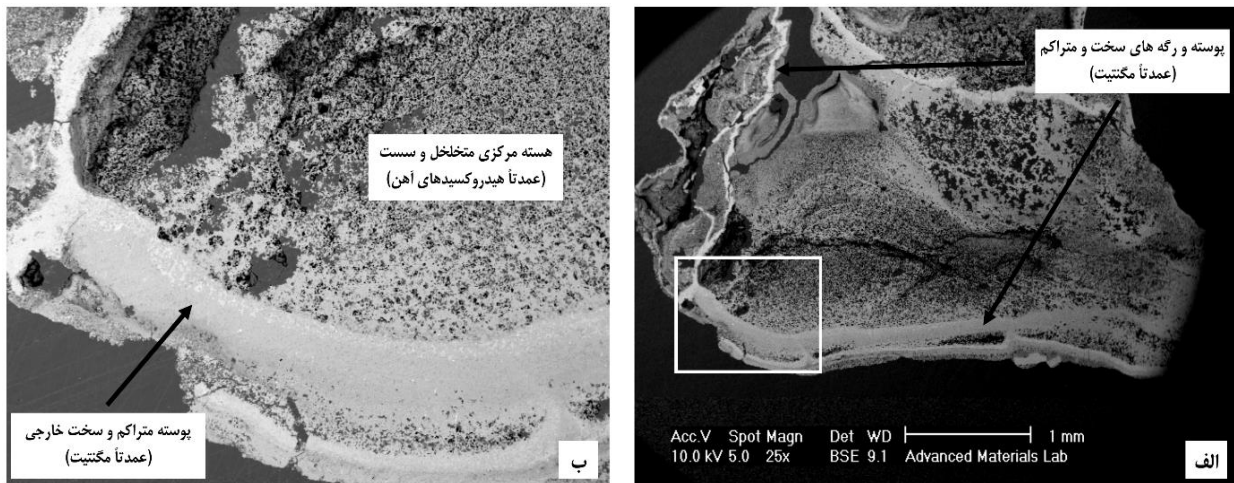 پوسته و رگه های سخت و متراکم
(عمدتاً مگنتیت)
Acc.V Spot Magn Det WD 1 mm
10.0 kV 5.0 25x BSE 9.1 Advanced Materials Lab
الف
هسته مرکزی متخلخل و سست
(عمدتاً هیدروکسیدهای آهن)
پوسته متراکم و سخت خارجی
(عمدتاً مگنتیت)
ب